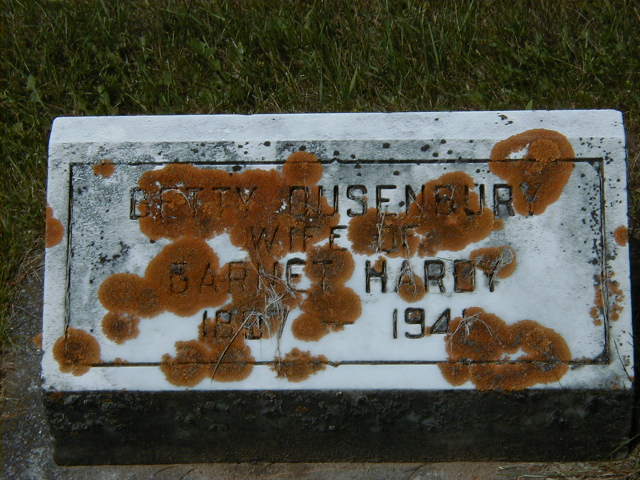 BETTY DUSENBURY
WIFE OF
BARNET HARDY
—